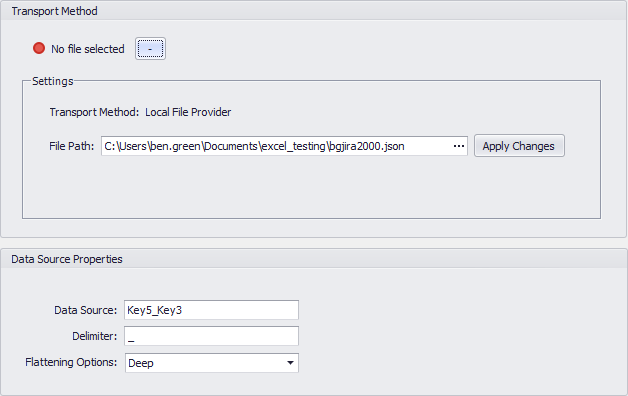 Transport Method
No file selected -
Settings
Transport Method: Local File Provider
File Path: C:\Users\ben.green\Documents\excel_testing\bgjira2000.json ... Apply Changes
Data Source Properties
Data Source: Key5_Key3
Delimiter: _
Flattening Options: Deep